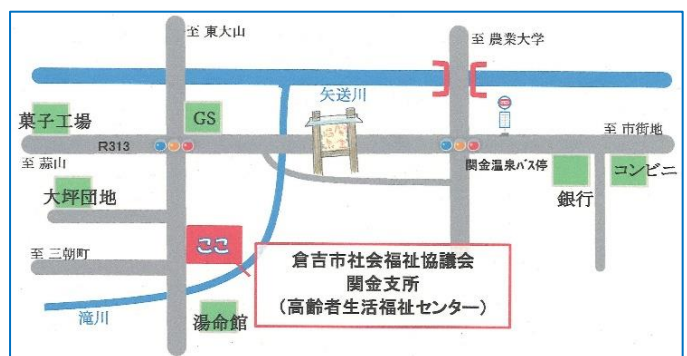 至 東大山
至 農業大学
矢送川
菓子工場
GS
R313
至 市街地
至 蒜山
関金温泉バス停
コンビニ
銀行
大坪団地
ここ
至 三朝町
倉吉市社会福祉協議会
関金支所
(高齢者生活福祉センター)
滝川
湯命館